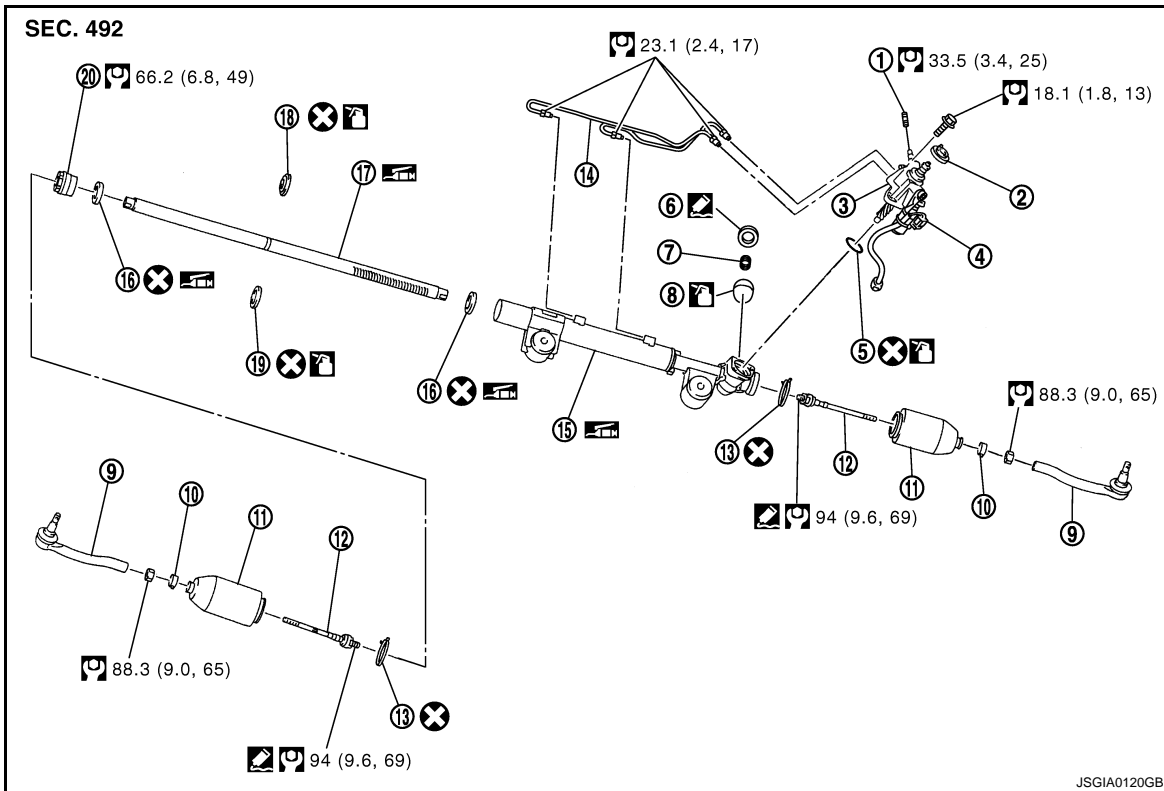 SEC. 492
23.1 (2.4, 17)
1 33.5 (3.4, 25)
20 66.2 (6.8, 49)
18.1 (1.8, 13)
18
17
14
2
3
6
4
7
16
8
19
5
16
88.3 (9.0, 65)
15
13
12
11
10
9
94 (9.6, 69)
9
10
11
12
88.3 (9.0, 65)
13
94 (9.6, 69)
JSGIA0120GB